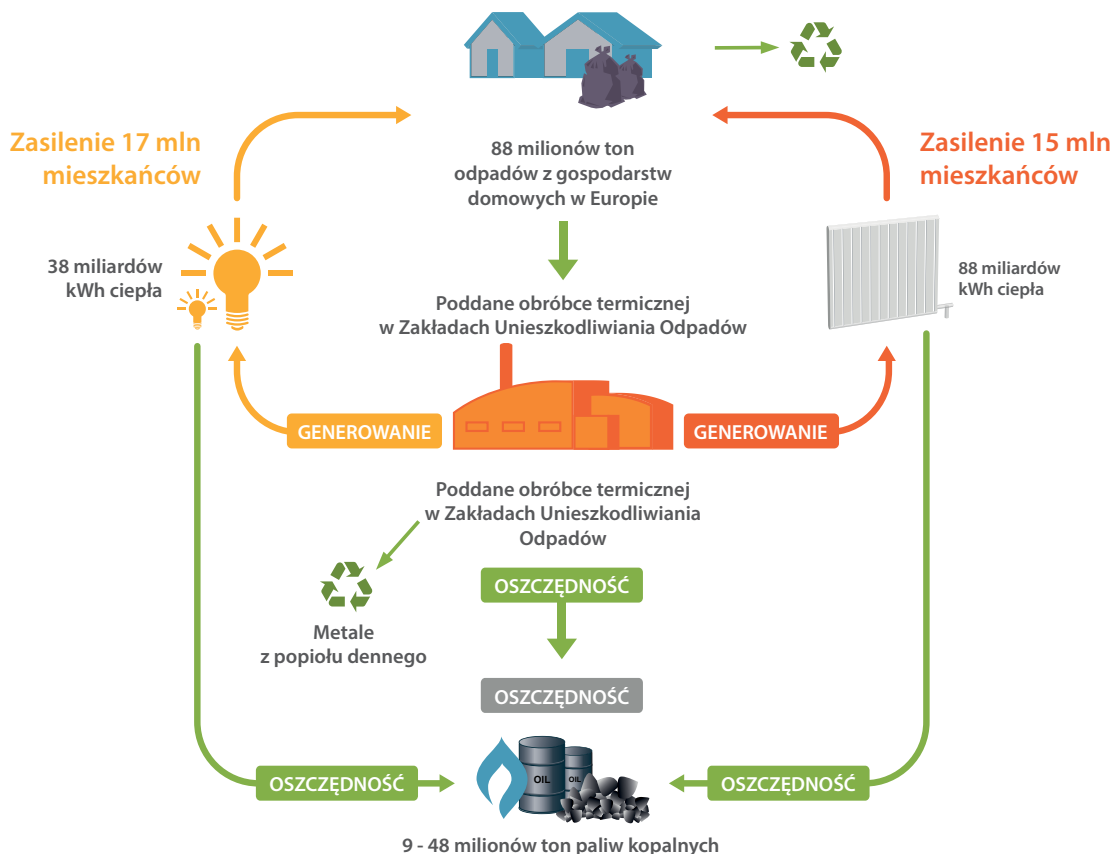 Zasilenie 17 mln
mieszkańców
88 milionów ton
odpadów z gospodarstw
domowych w Europie
Zasilenie 15 mln
mieszkańców
38 miliardów
kWh ciepła
88 miliardów
kWh ciepła
Poddane obróbce termicznej
w Zakładach Unieszkodliwiania Odpadów
GENEROWANIE
GENEROWANIE
Poddane obróbce termicznej
w Zakładach Unieszkodliwiania
Odpadów
OSZCZĘDNOŚĆ
Metale
z popiołu dennego
OSZCZĘDNOŚĆ
OSZCZĘDNOŚĆ
OIL
OIL
OSZCZĘDNOŚĆ
9 - 48 milionów ton paliw kopalnych